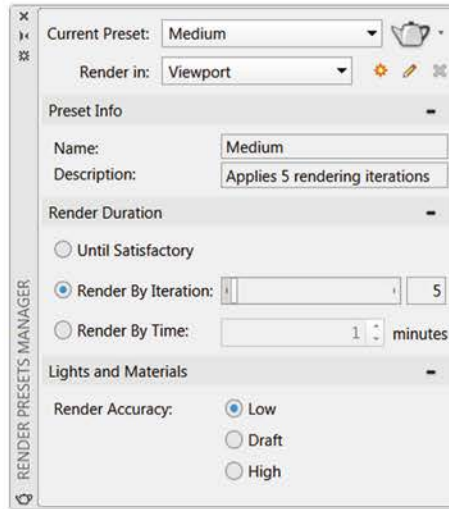 Current Preset: Medium
Render in: Viewport
Preset Info
Name: Medium
Description: Applies 5 rendering iterations
Render Duration
Until Satisfactory
Render By Iteration: 5
Render By Time: 1 minutes
Lights and Materials
Render Accuracy: Low
Draft
High
RENDER PRESETS MANAGER